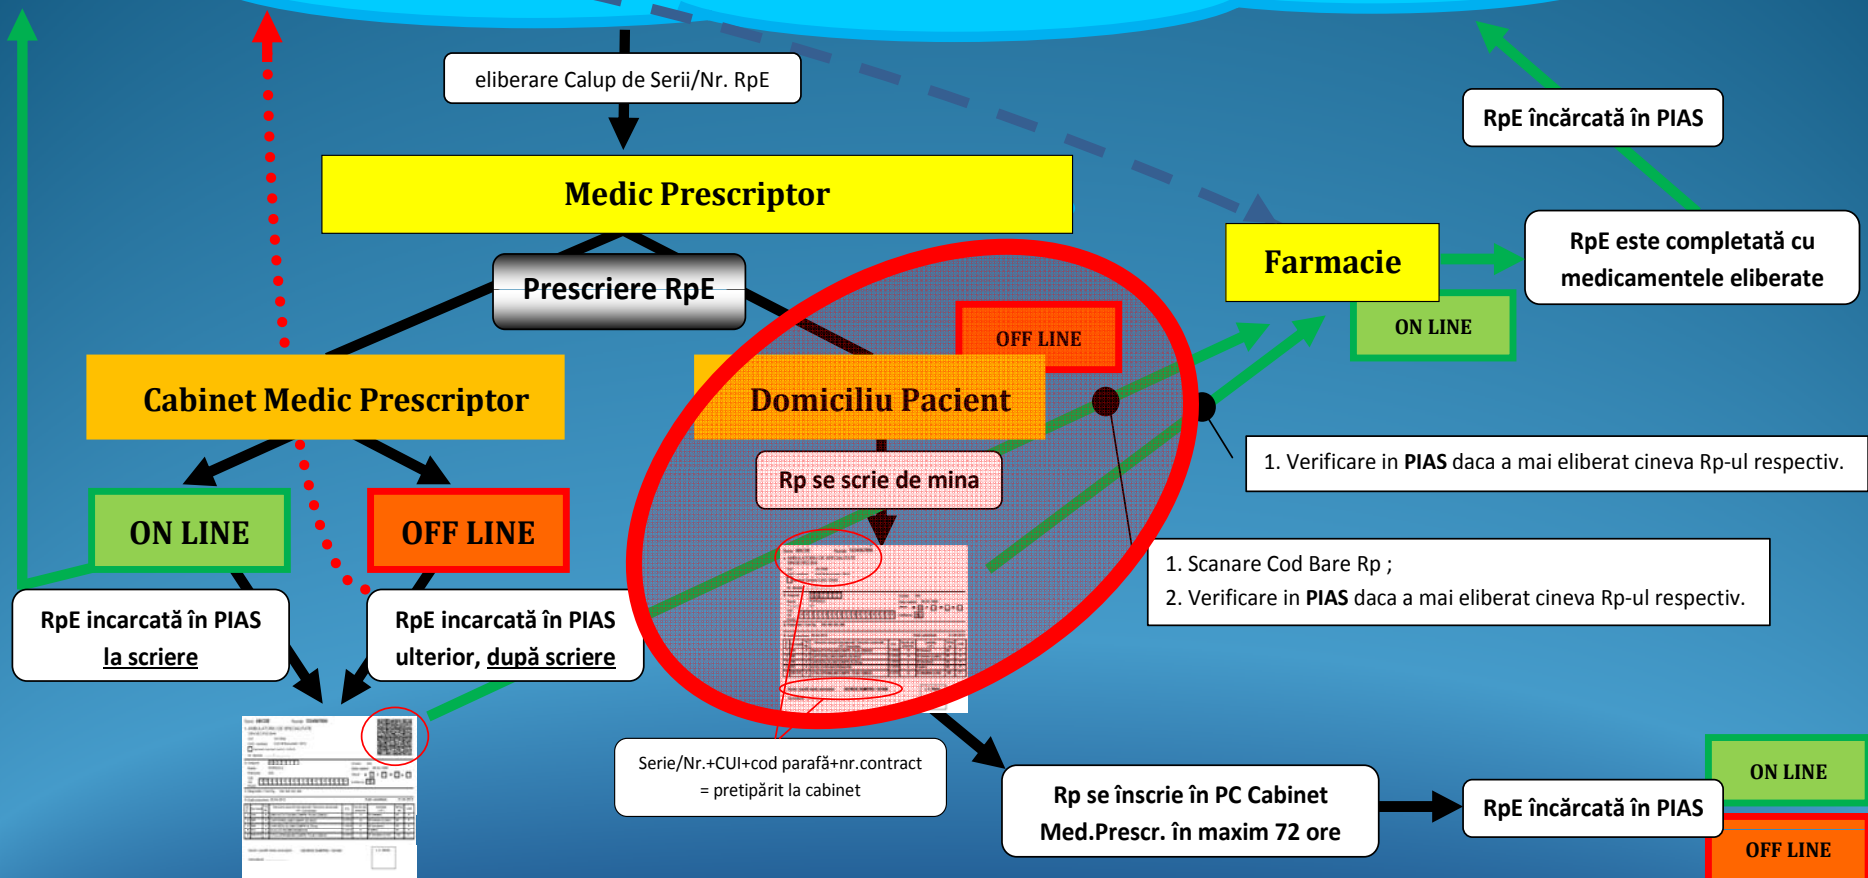 eliberare Calup de Serii/Nr. RpE
RpE încărcată în PIAS
Medic Prescriptor
Farmacie
RpE este completată cu
medicamentele eliberate
Prescriere RpE
ON LINE
OFF LINE
Cabinet Medic Prescriptor
Domiciliu Pacient
1. Verificare in PIAS daca a mai eliberat cineva Rp-ul respectiv.
Rp se scrie de mina
ON LINE
OFF LINE
1. Scanare Cod Bare Rp ;
2. Verificare in PIAS daca a mai eliberat cineva Rp-ul respectiv.
RpE incarcată în PIAS
la scriere
RpE incarcată în PIAS
ulterior, după scriere
Serie/Nr.+CUI+cod parafă+nr.contract
= pretipărit la cabinet
Rp se înscrie în PC Cabinet
Med.Prescr. în maxim 72 ore
RpE încărcată în PIAS
ON LINE
OFF LINE